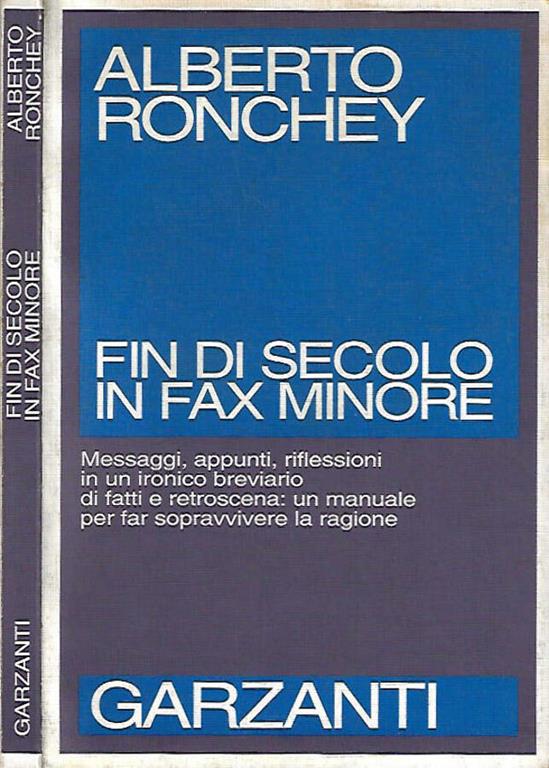 ALBERTO
RONCHEY
FIN DI SECOLO
IN FAX MINORE
GARZANTI
ALBERTO
RONCHEY
FIN DI SECOLO
IN FAX MINORE
Messaggi, appunti, riflessioni
in un ironico breviario
di fatti e retroscena: un manuale
per far sopravvivere la ragione
GARZANTI